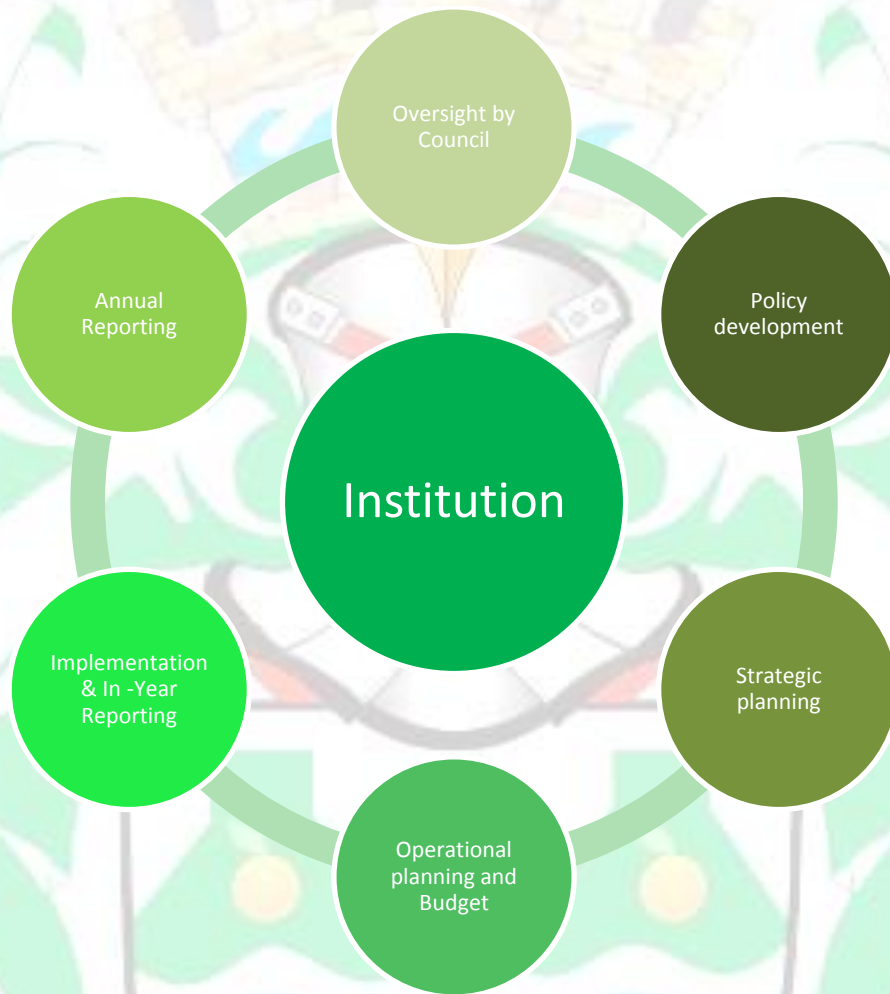 Oversight by
Council
Policy
development
Strategic
planning
Operational
planning and
Budget
Implementation
& In -Year
Reporting
Annual
Reporting
Institution